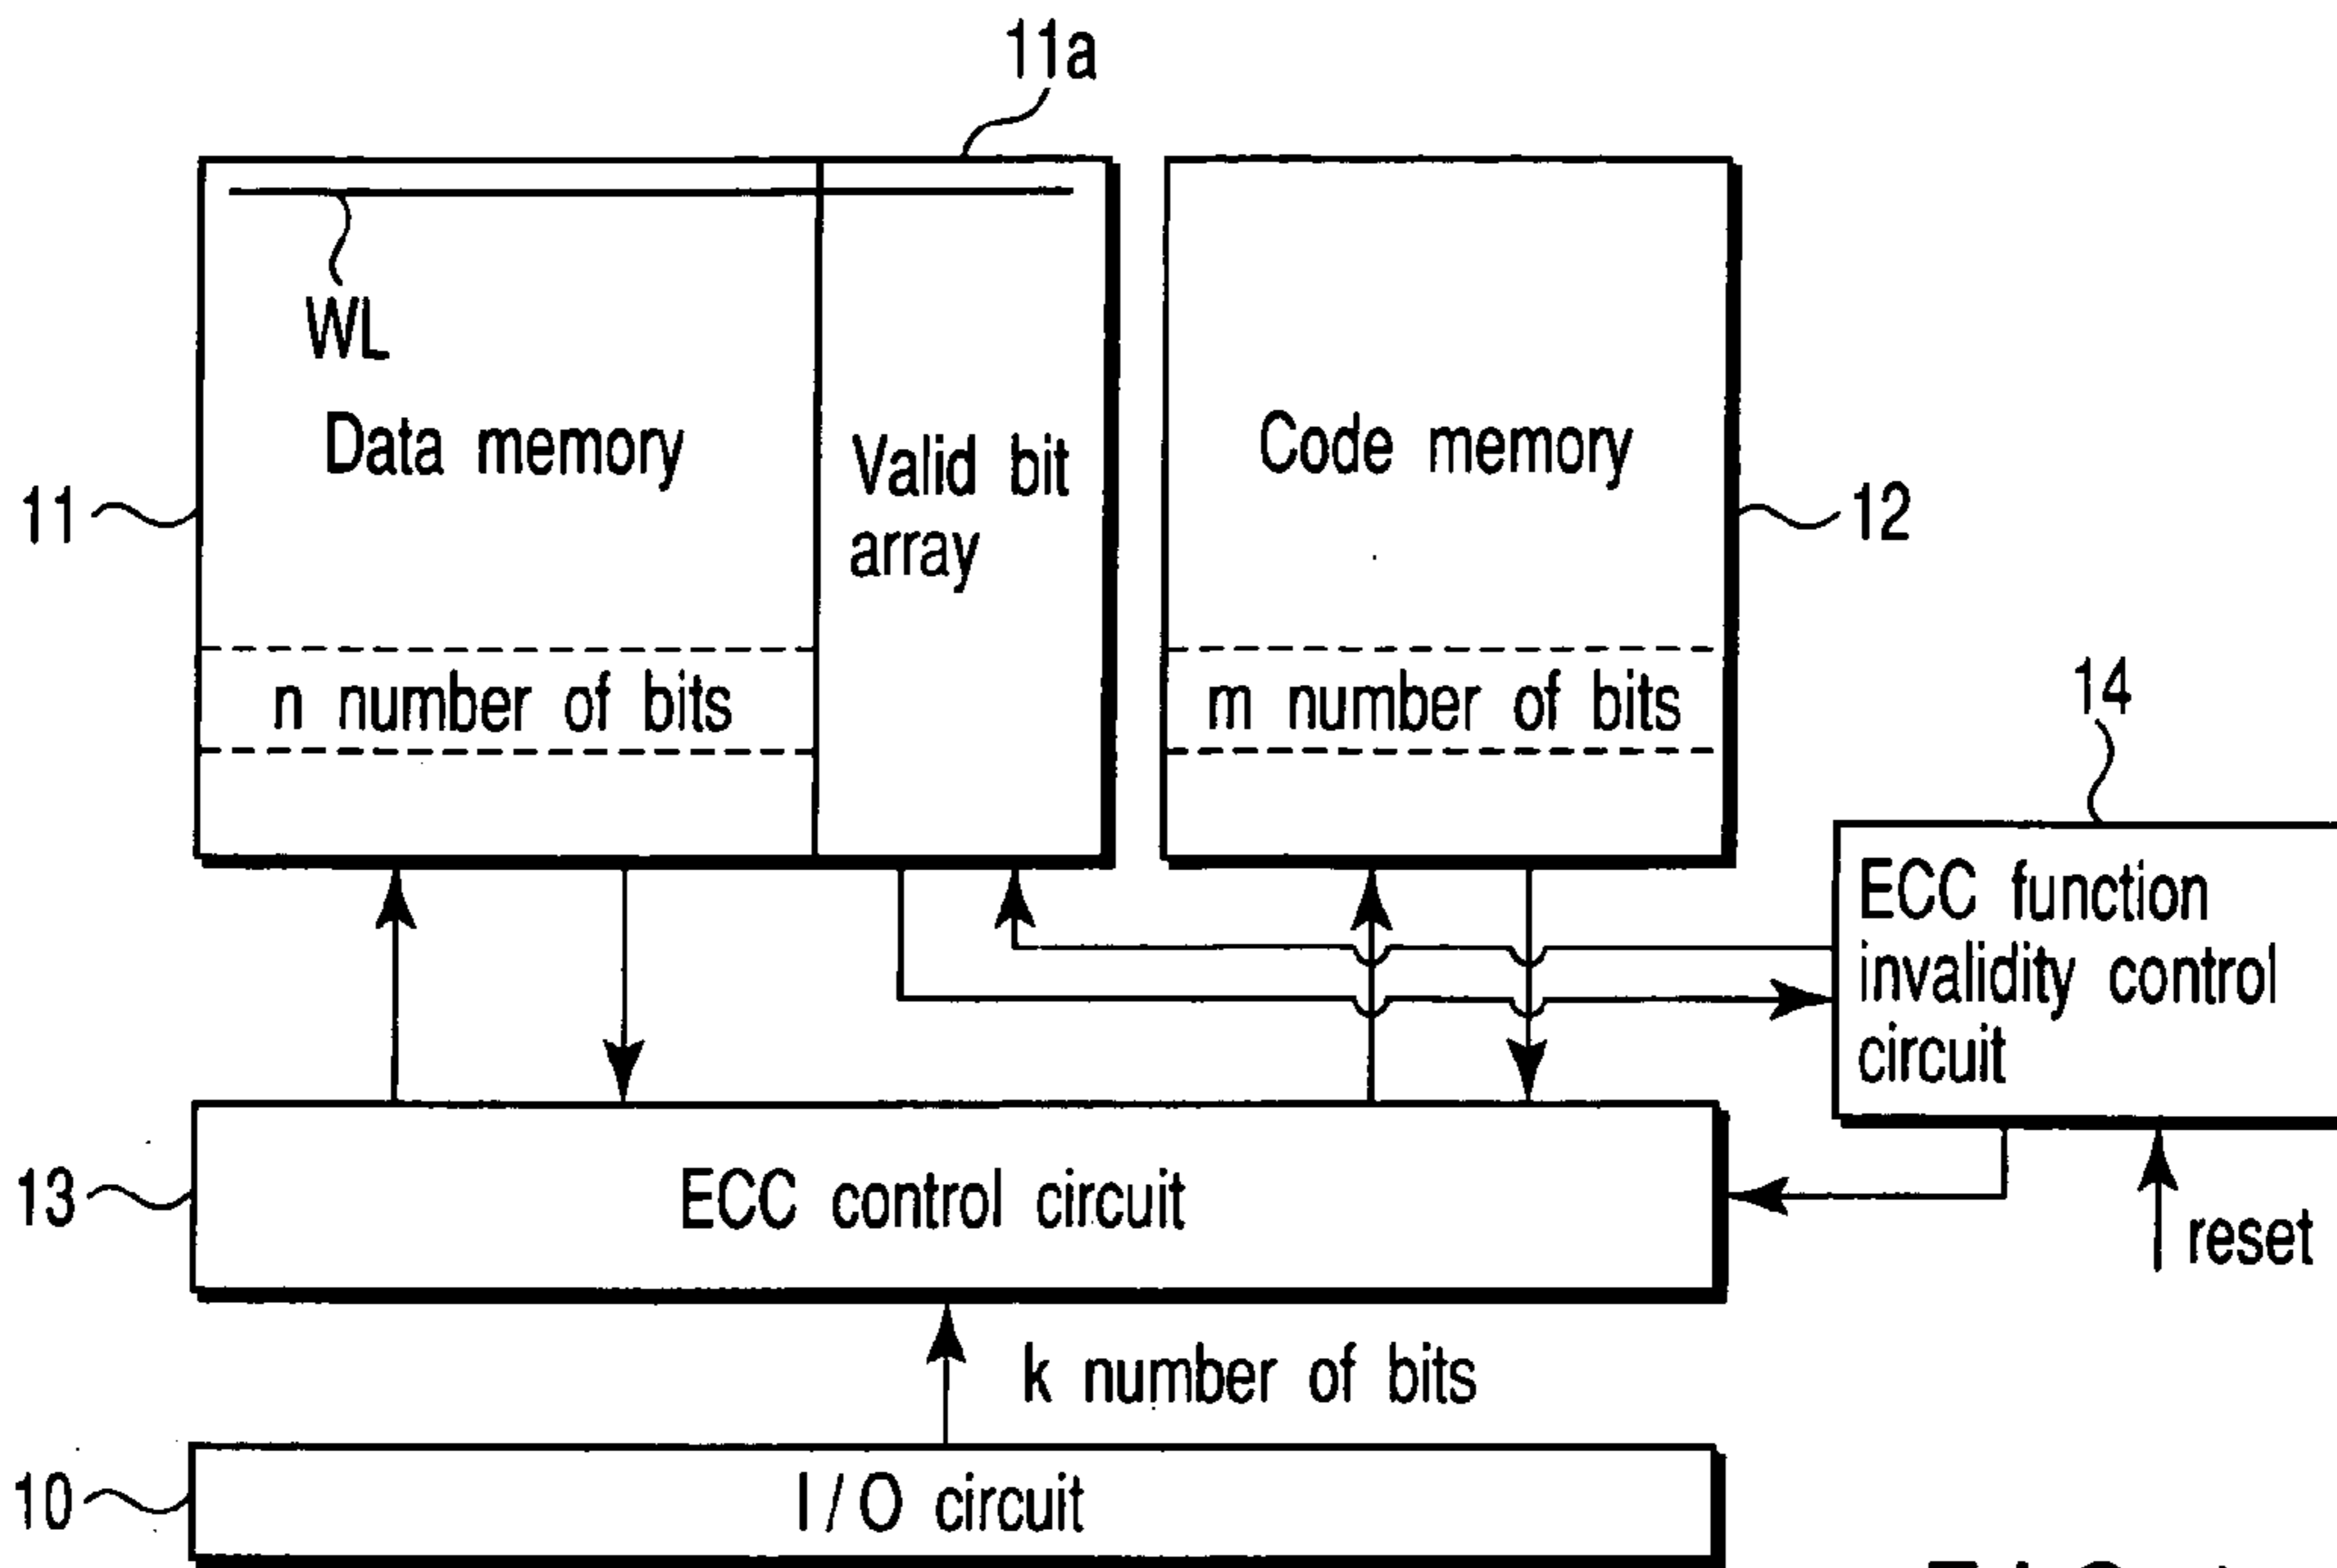 11a
WL
Data memory
Valid bit
array
Code memory
11
12
n number of bits
m number of bits
14
ECC function
invalidity control
circuit
13
ECC control circuit
reset
k number of bits
10
I/O circuit